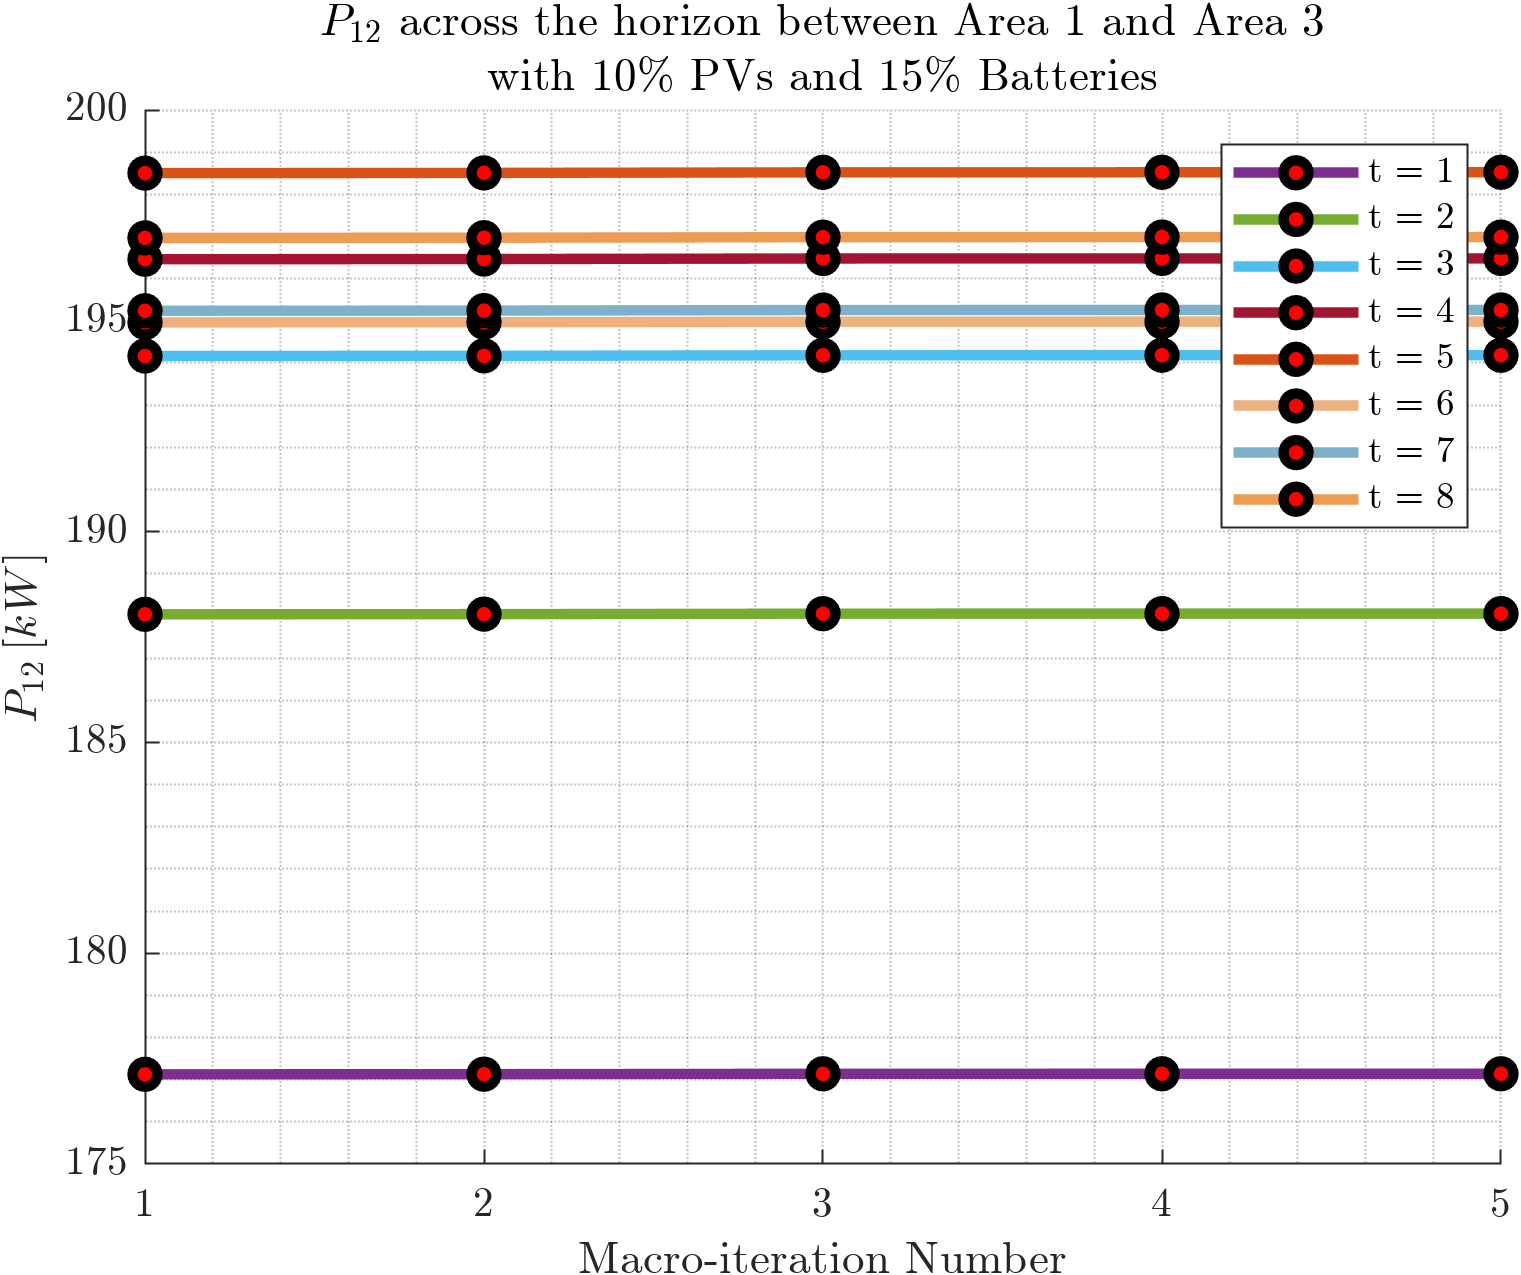 P₁₂ across the horizon between Area 1 and Area 3
with 10% PVs and 15% Batteries
200
195
190
185
180
175
P₁₂ [kW]
t = 1
t = 2
t = 3
t = 4
t = 5
t = 6
t = 7
t = 8
1 2 3 4 5
Macro-iteration Number